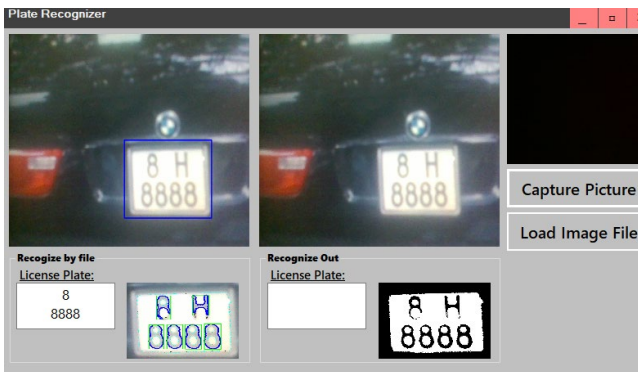 Plate Recognizer
8 H
8888
8 H
8888
Capture Picture
Load Image File
Recogize by file
License Plate:
8
8888
8 H
8888
Recognize Out
License Plate:
8 H
8888